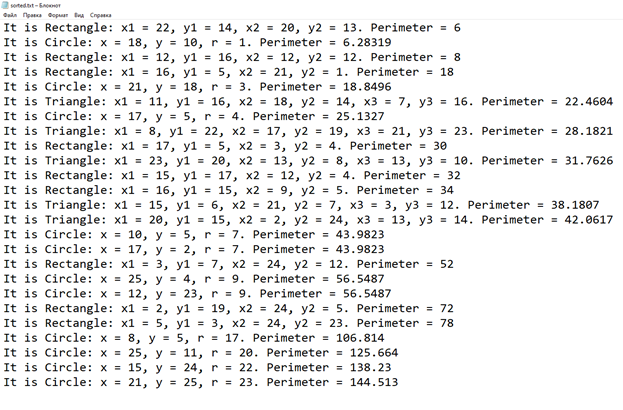 sorted.txt – Блокнот
Файл Правка Формат Вид Справка
It is Rectangle: x1 = 22, y1 = 14, x2 = 20, y2 = 13. Perimeter = 6
It is Circle: x = 18, y = 10, r = 1. Perimeter = 6.28319
It is Rectangle: x1 = 12, y1 = 16, x2 = 12, y2 = 12. Perimeter = 8
It is Rectangle: x1 = 16, y1 = 5, x2 = 21, y2 = 1. Perimeter = 18
It is Circle: x = 21, y = 18, r = 3. Perimeter = 18.8496
It is Triangle: x1 = 11, y1 = 16, x2 = 18, y2 = 14, x3 = 7, y3 = 16. Perimeter = 22.4604
It is Circle: x = 17, y = 5, r = 4. Perimeter = 25.1327
It is Triangle: x1 = 8, y1 = 22, x2 = 17, y2 = 19, x3 = 21, y3 = 23. Perimeter = 28.1821
It is Rectangle: x1 = 17, y1 = 5, x2 = 3, y2 = 4. Perimeter = 30
It is Triangle: x1 = 23, y1 = 20, x2 = 13, y2 = 8, x3 = 13, y3 = 10. Perimeter = 31.7626
It is Rectangle: x1 = 15, y1 = 17, x2 = 12, y2 = 4. Perimeter = 32
It is Rectangle: x1 = 16, y1 = 15, x2 = 9, y2 = 5. Perimeter = 34
It is Triangle: x1 = 15, y1 = 6, x2 = 21, y2 = 7, x3 = 3, y3 = 12. Perimeter = 38.1807
It is Triangle: x1 = 20, y1 = 15, x2 = 2, y2 = 24, x3 = 13, y3 = 14. Perimeter = 42.0617
It is Circle: x = 10, y = 5, r = 7. Perimeter = 43.9823
It is Circle: x = 17, y = 2, r = 7. Perimeter = 43.9823
It is Rectangle: x1 = 3, y1 = 7, x2 = 24, y2 = 12. Perimeter = 52
It is Circle: x = 25, y = 4, r = 9. Perimeter = 56.5487
It is Circle: x = 12, y = 23, r = 9. Perimeter = 56.5487
It is Rectangle: x1 = 2, y1 = 19, x2 = 24, y2 = 5. Perimeter = 72
It is Rectangle: x1 = 5, y1 = 3, x2 = 24, y2 = 23. Perimeter = 78
It is Circle: x = 8, y = 5, r = 17. Perimeter = 106.814
It is Circle: x = 25, y = 11, r = 20. Perimeter = 125.664
It is Circle: x = 15, y = 24, r = 22. Perimeter = 138.23
It is Circle: x = 21, y = 25, r = 23. Perimeter = 144.513